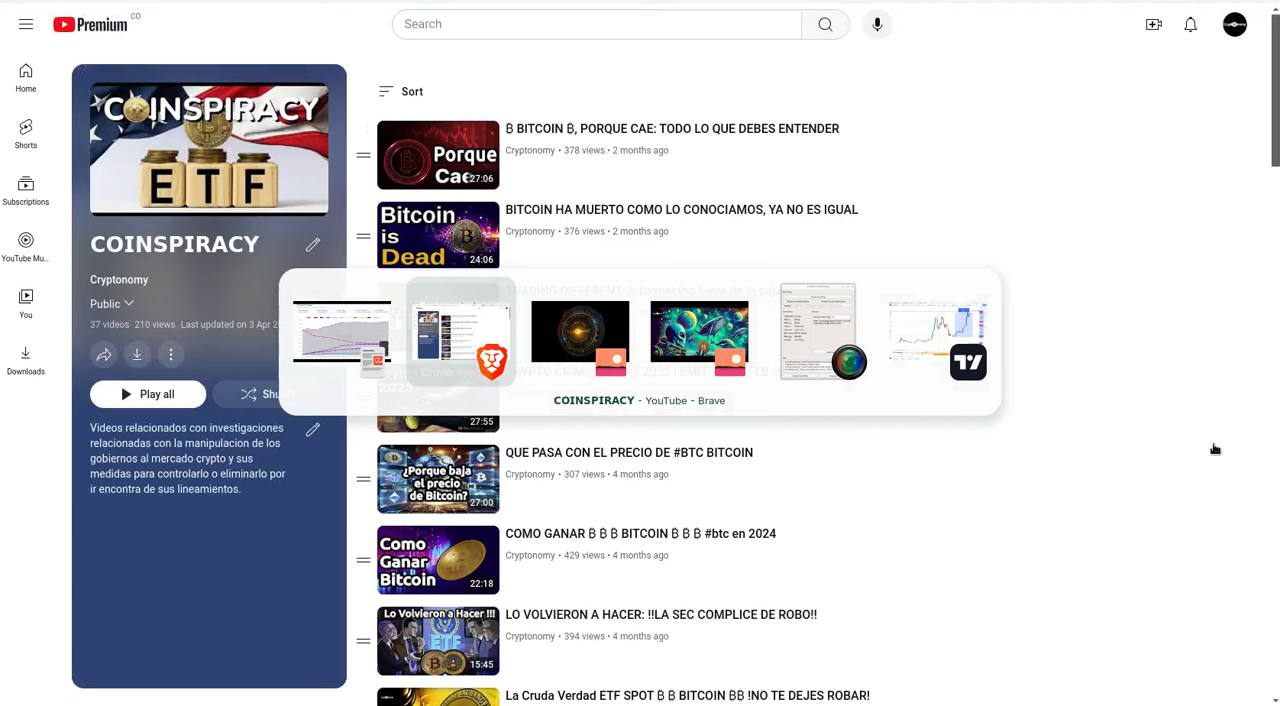 Premium
CO
Search
Home
Shorts
Subscriptions
YouTube Mu...
You
Downloads
COINSPIRACY
ETF
COINSPIRACY
Cryptonomy
Public
37 videos 210 views Last updated on 3 Apr 2
Play all
Shu
Videos relacionados con investigaciones
relacionadas con la manipulacion de los
gobiernos al mercado crypto y sus
medidas para controlarlo o eliminarlo por
ir encontra de sus lineamientos.
Sort
Porque
Cae
27:06
₿ BITCOIN ₿, PORQUE CAE: TODO LO QUE DEBES ENTENDER
Cryptonomy • 378 views • 2 months ago
Bitcoin
is
Dead
24:06
BITCOIN HA MUERTO COMO LO CONOCIAMOS, YA NO ES IGUAL
Cryptonomy • 376 views • 2 months ago
COINSPIRACY - YouTube - Brave
27:55
¿Porque baja
el precio
de Bitcoin?
27:00
QUE PASA CON EL PRECIO DE #BTC BITCOIN
Cryptonomy • 307 views • 4 months ago
Como
Ganar
Bitcoin
22:18
COMO GANAR ₿ ₿ ₿ BITCOIN ₿ ₿ ₿ #btc en 2024
Cryptonomy • 429 views • 4 months ago
Lo Volvieron a Hacer !!!
ETF
15:45
LO VOLVIERON A HACER: !!LA SEC COMPLICE DE ROBO!!
Cryptonomy • 394 views • 4 months ago
La Cruda Verdad ETF SPOT ₿ ₿ BITCOIN ₿₿ !NO TE DEJES ROBAR!